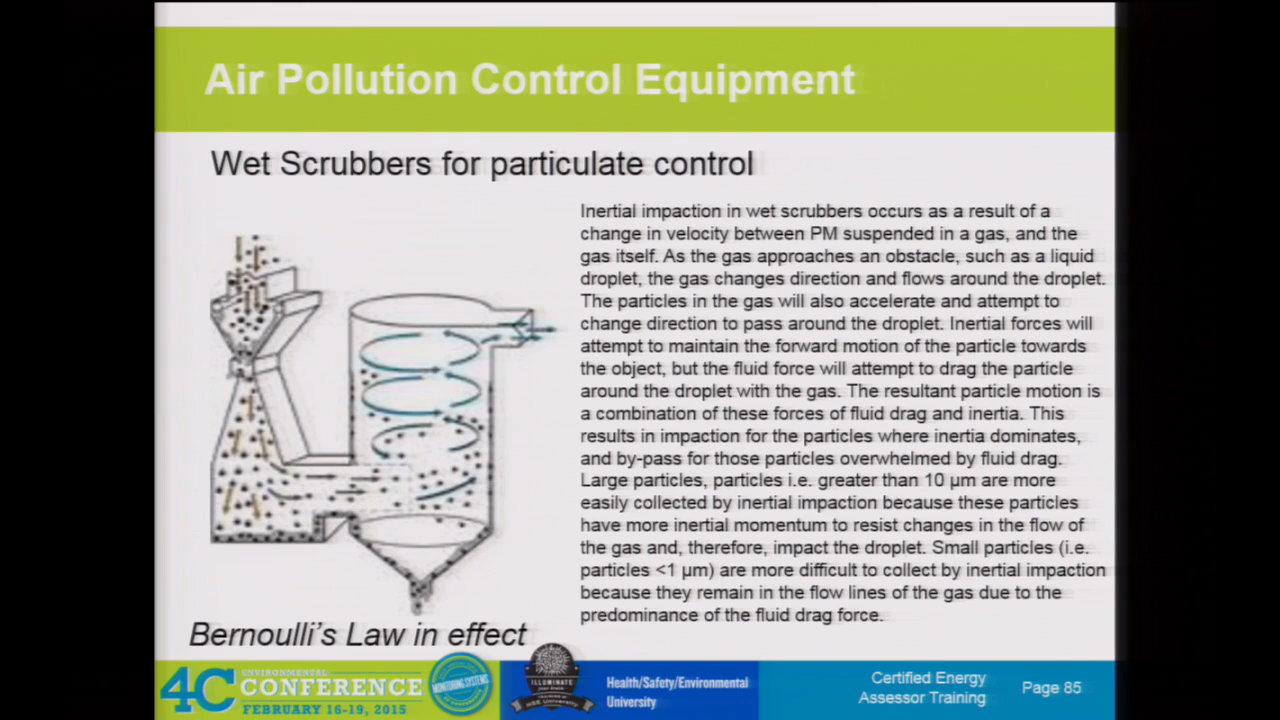 Air Pollution Control Equipment
Wet Scrubbers for particulate control
Inertial impaction in wet scrubbers occurs as a result of a
change in velocity between PM suspended in a gas, and the
gas itself. As the gas approaches an obstacle, such as a liquid
droplet, the gas changes direction and flows around the droplet.
The particles in the gas will also accelerate and attempt to
change direction to pass around the droplet. Inertial forces will
attempt to maintain the forward motion of the particle towards
the object, but the fluid force will attempt to drag the particle
around the droplet with the gas. The resultant particle motion is
a combination of these forces of fluid drag and inertia. This
results in impaction for the particles where inertia dominates,
and by-pass for those particles overwhelmed by fluid drag.
Large particles, particles i.e. greater than 10 µm are more
easily collected by inertial impaction because these particles
have more inertial momentum to resist changes in the flow of
the gas and, therefore, impact the droplet. Small particles (i.e.
particles <1 µm) are more difficult to collect by inertial impaction
because they remain in the flow lines of the gas due to the
predominance of the fluid drag force.
Bernoulli's Law in effect
4C ENVIRONMENTAL
CONFERENCE
FEBRUARY 16-19, 2015
MONITORING SYSTEMS
ILLUMINATE
HSE University
Health/Safety/Environmental
University
Certified Energy
Assessor Training
Page 85